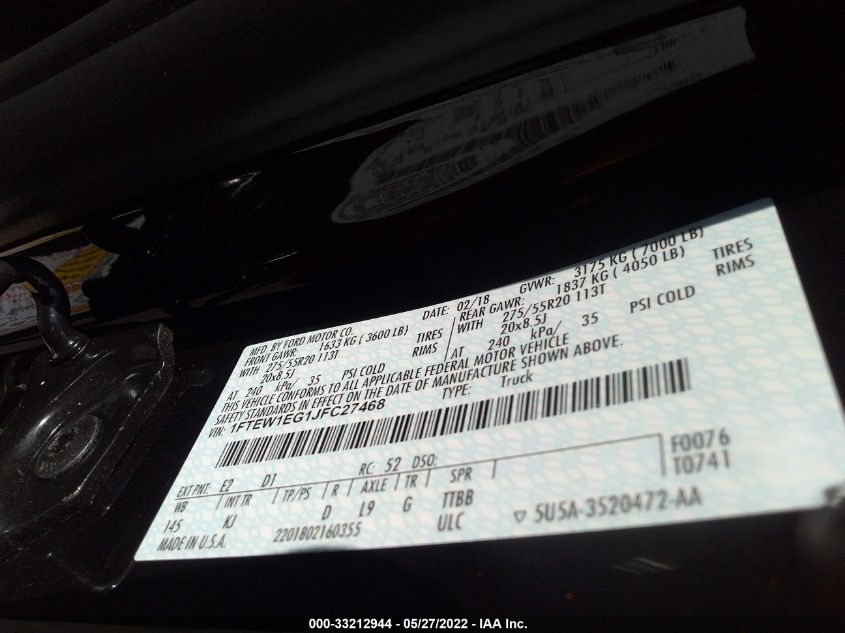 MFD. BY FORD MOTOR CO.
DATE: 02/18 GVWR: 3175 KG ( 7000 LB)
FRONT GAWR: 1633 KG ( 3600 LB)
REAR GAWR: 1837 KG ( 4050 LB)
WITH 275/55R20 113T TIRES
WITH 275/55R20 113T TIRES
20x8.5J RIMS
20x8.5J RIMS
AT 240 kPa/ 35 PSI COLD
AT 240 kPa/ 35 PSI COLD
THIS VEHICLE CONFORMS TO ALL APPLICABLE FEDERAL MOTOR VEHICLE
SAFETY STANDARDS IN EFFECT ON THE DATE OF MANUFACTURE SHOWN ABOVE.
VIN: 1FTEW1EG1JFC27468 TYPE: Truck
EXT PNT: E2 D1 RC: 52 DSO: F0076
WB INT TR TP/PS R AXLE TR SPR T0741
145 KJ D L9 G TTBB
MADE IN U.S.A. 2201802160355 ULC ▽ 5U5A-3520472-AA
000-33212944 - 05/27/2022 - IAA Inc.